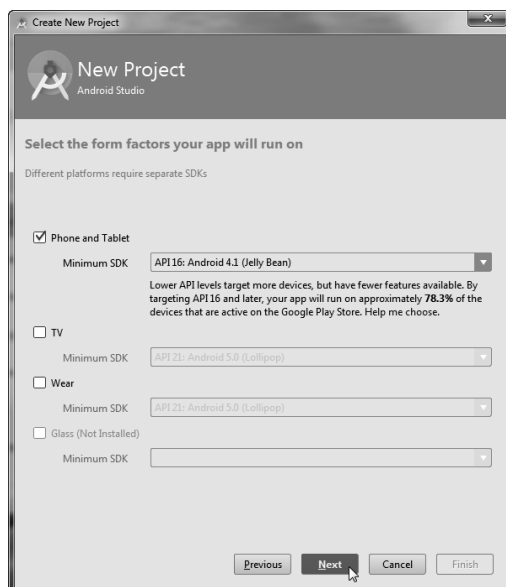 Create New Project
New Project
Android Studio
Select the form factors your app will run on
Different platforms require separate SDKs
Phone and Tablet
Minimum SDK
API 16: Android 4.1 (Jelly Bean)
Lower API levels target more devices, but have fewer features available. By
targeting API 16 and later, your app will run on approximately 78.3% of the
devices that are active on the Google Play Store. Help me choose.
TV
Minimum SDK
API 21: Android 5.0 (Lollipop)
Wear
Minimum SDK
API 21: Android 5.0 (Lollipop)
Glass (Not Installed)
Minimum SDK
Previous Next Cancel Finish